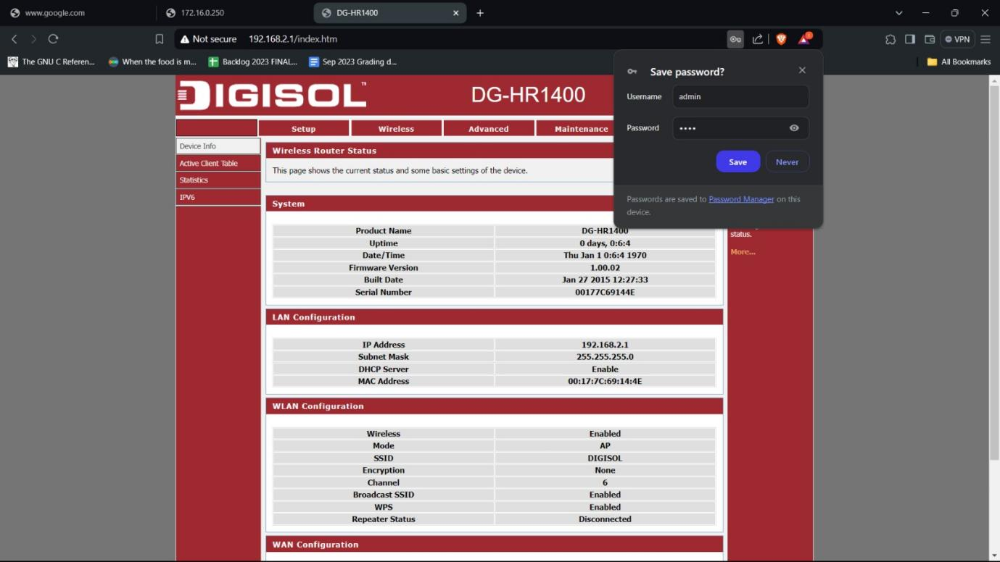 www.google.com
172.16.0.250
DG-HR1400
Not secure 192.168.2.1/index.htm
VPN
The GNU C Referen...
When the food is m...
Backlog 2023 FINAL...
Sep 2023 Grading d...
All Bookmarks
Save password?
Username admin
Password ••••
Save Never
Passwords are saved to Password Manager on this
device.
DIGISOL™
DG-HR1400
Setup Wireless Advanced Maintenance
Device Info
Active Client Table
Statistics
IPV6
Wireless Router Status
This page shows the current status and some basic settings of the device.
System
Product Name DG-HR1400
Uptime 0 days, 0:6:4
Date/Time Thu Jan 1 0:6:4 1970
Firmware Version 1.00.02
Built Date Jan 27 2015 12:27:33
Serial Number 00177C69144E
status.
More...
LAN Configuration
IP Address 192.168.2.1
Subnet Mask 255.255.255.0
DHCP Server Enable
MAC Address 00:17:7C:69:14:4E
WLAN Configuration
Wireless Enabled
Mode AP
SSID DIGISOL
Encryption None
Channel 6
Broadcast SSID Enabled
WPS Enabled
Repeater Status Disconnected
WAN Configuration